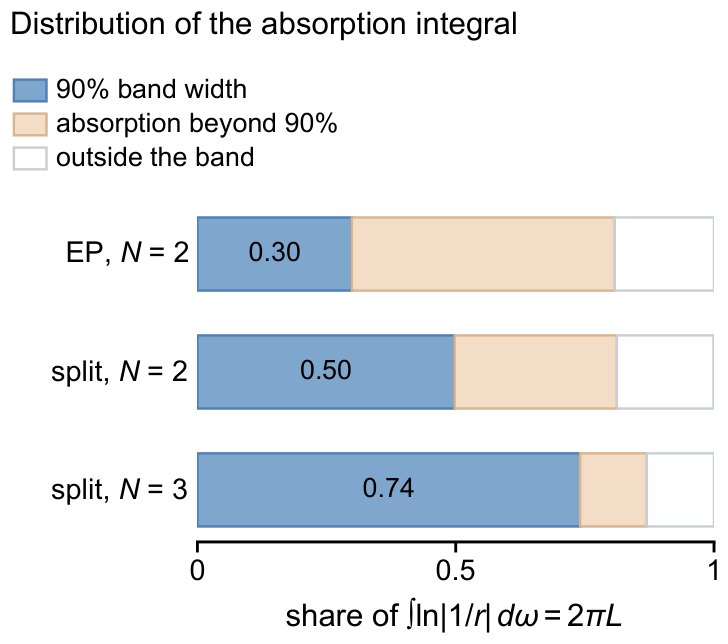 Distribution of the absorption integral
90% band width
absorption beyond 90%
outside the band
EP, N = 2
0.30
split, N = 2
0.50
split, N = 3
0.74
0 0.5 1
share of ∫ln|1/r| dω = 2πL